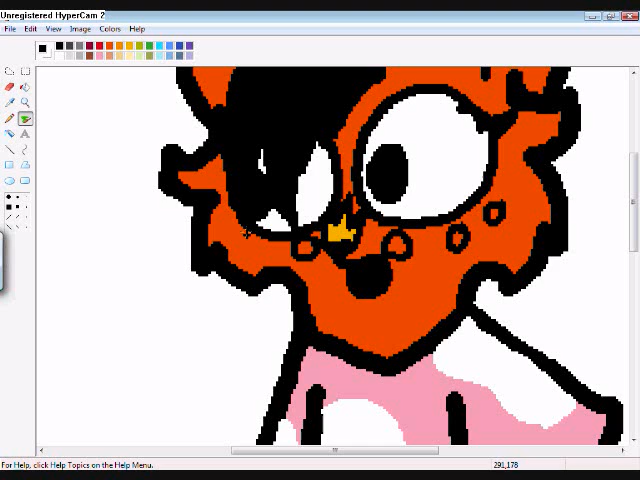 Unregistered HyperCam 2
File Edit View Image Colors Help
A
For Help, click Help Topics on the Help Menu.
291,178